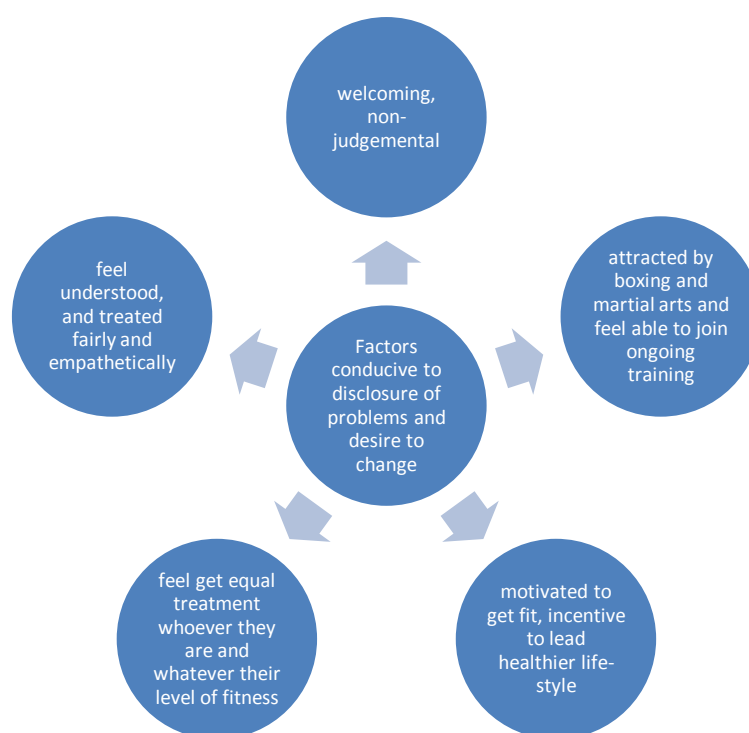 welcoming,
non-
judgemental
attracted by
boxing and
martial arts and
feel able to join
ongoing
training
motivated to
get fit, incentive
to lead
healthier life-
style
feel get equal
treatment
whoever they
are and
whatever their
level of fitness
feel
understood,
and treated
fairly and
empathetically
Factors
conducive to
disclosure of
problems and
desire to
change